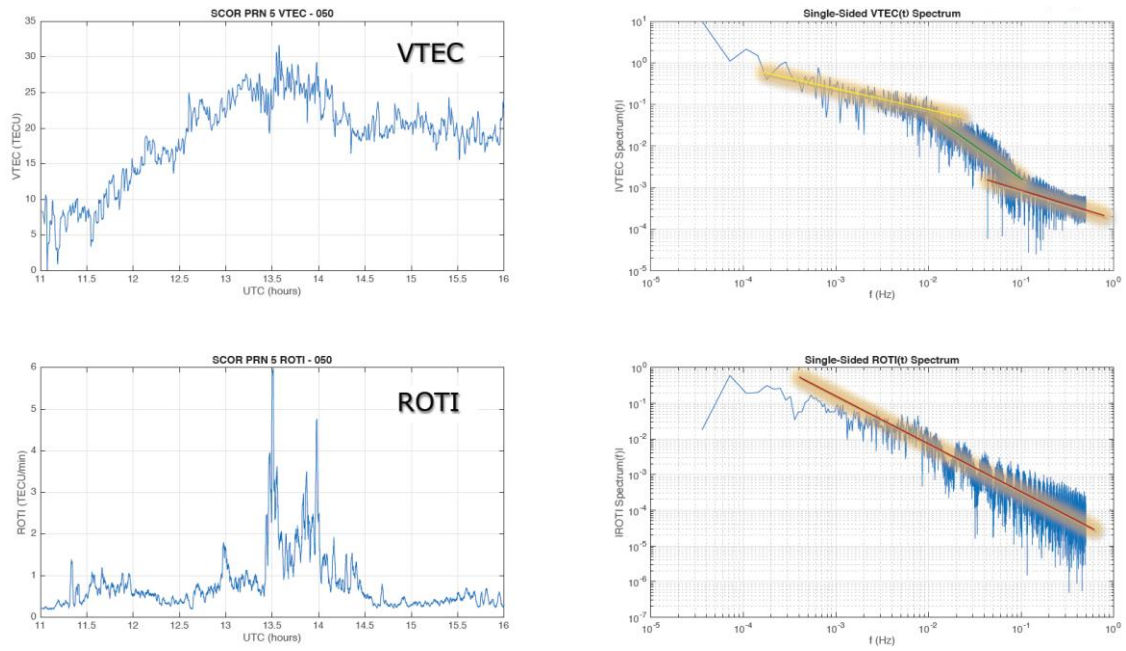 SCOR PRN 5 VTEC - 050
VTEC
VTEC (TECU)
35
30
25
20
15
10
5
0
11 11.5 12 12.5 13 13.5 14 14.5 15 15.5 16
UTC (hours)
Single-Sided VTEC(t) Spectrum
|VTEC Spectrum(f)|
10^1
10^0
10^-1
10^-2
10^-3
10^-4
10^-5
10^-5 10^-4 10^-3 10^-2 10^-1 10^0
f (Hz)
SCOR PRN 5 ROTI - 050
ROTI
ROTI (TECU/min)
6
5
4
3
2
1
0
11 11.5 12 12.5 13 13.5 14 14.5 15 15.5 16
UTC (hours)
Single-Sided ROTI(t) Spectrum
|ROTI Spectrum(f)|
10^0
10^-1
10^-2
10^-3
10^-4
10^-5
10^-6
10^-7
10^-5 10^-4 10^-3 10^-2 10^-1 10^0
f (Hz)